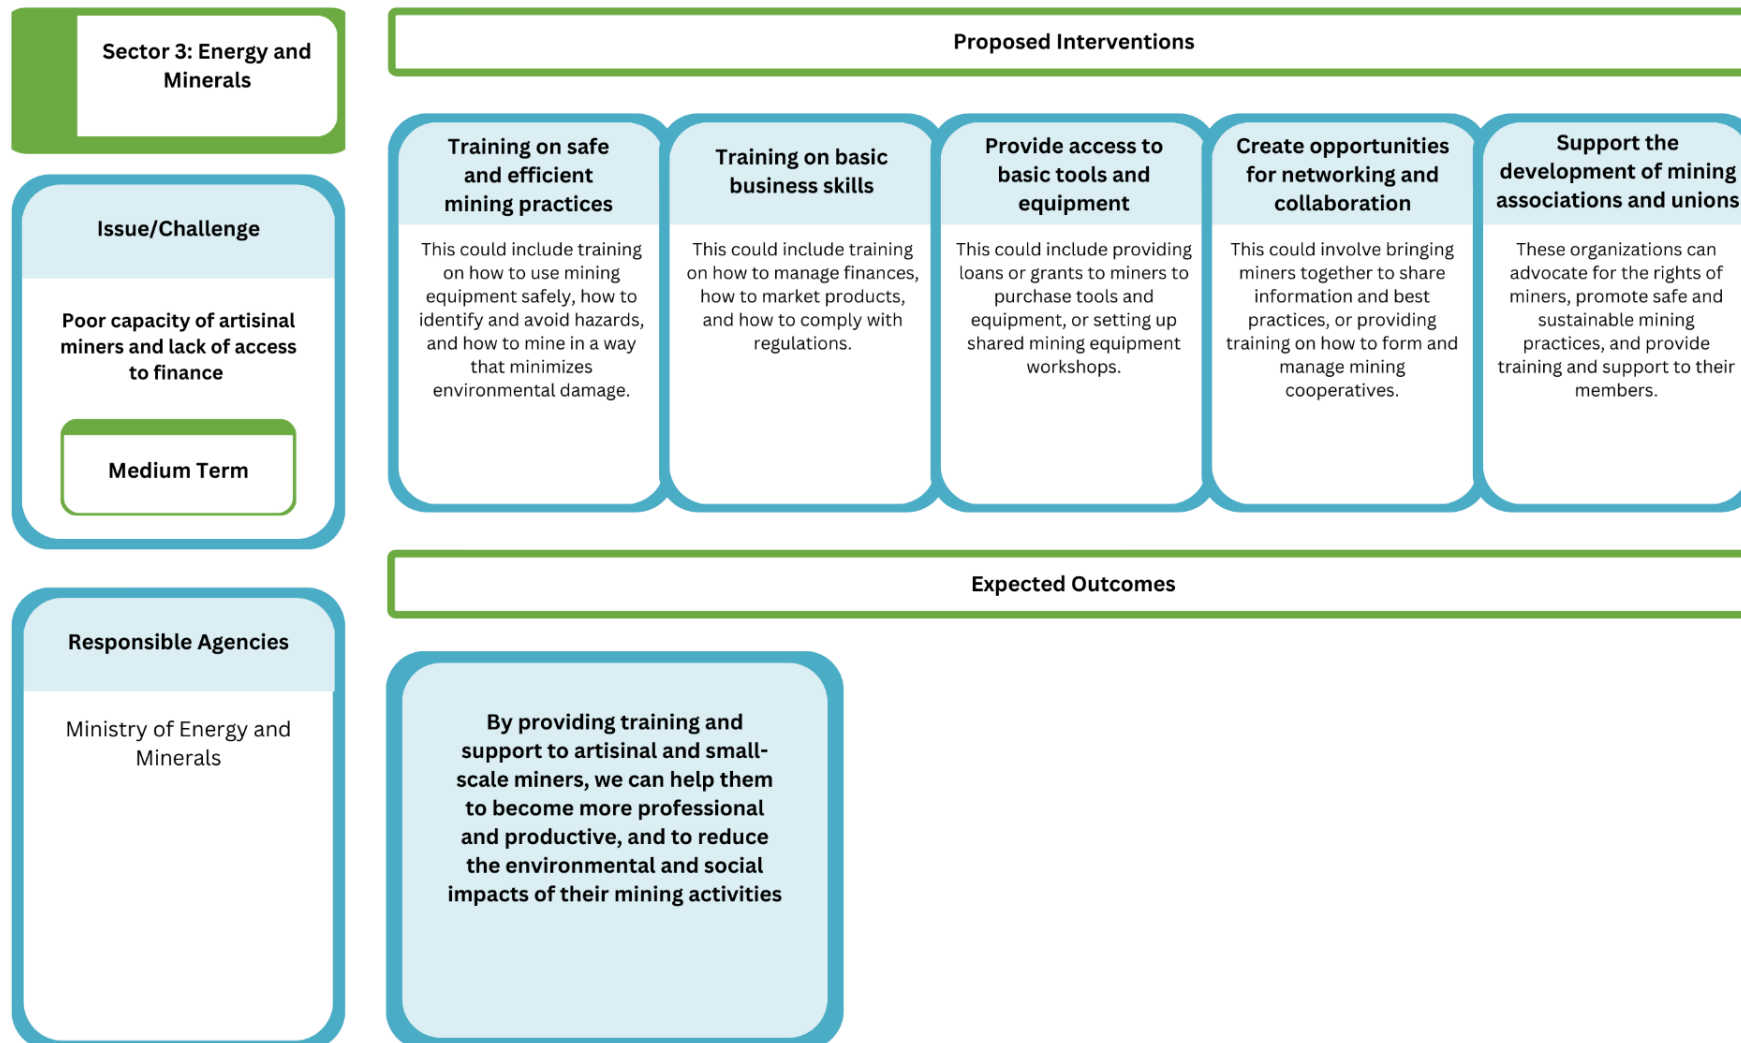 Sector 3: Energy and
Minerals
Issue/Challenge
Poor capacity of artisinal
miners and lack of access
to finance
Medium Term
Responsible Agencies
Ministry of Energy and
Minerals
Proposed Interventions
Training on safe
and efficient
mining practices
This could include training
on how to use mining
equipment safely, how to
identify and avoid hazards,
and how to mine in a way
that minimizes
environmental damage.
Training on basic
business skills
This could include training
on how to manage finances,
how to market products,
and how to comply with
regulations.
Provide access to
basic tools and
equipment
This could include providing
loans or grants to miners to
purchase tools and
equipment, or setting up
shared mining equipment
workshops.
Create opportunities
for networking and
collaboration
This could involve bringing
miners together to share
information and best
practices, or providing
training on how to form and
manage mining
cooperatives.
Support the
development of mining
associations and unions
These organizations can
advocate for the rights of
miners, promote safe and
sustainable mining
practices, and provide
training and support to their
members.
Expected Outcomes
By providing training and
support to artisinal and small-
scale miners, we can help them
to become more professional
and productive, and to reduce
the environmental and social
impacts of their mining activities